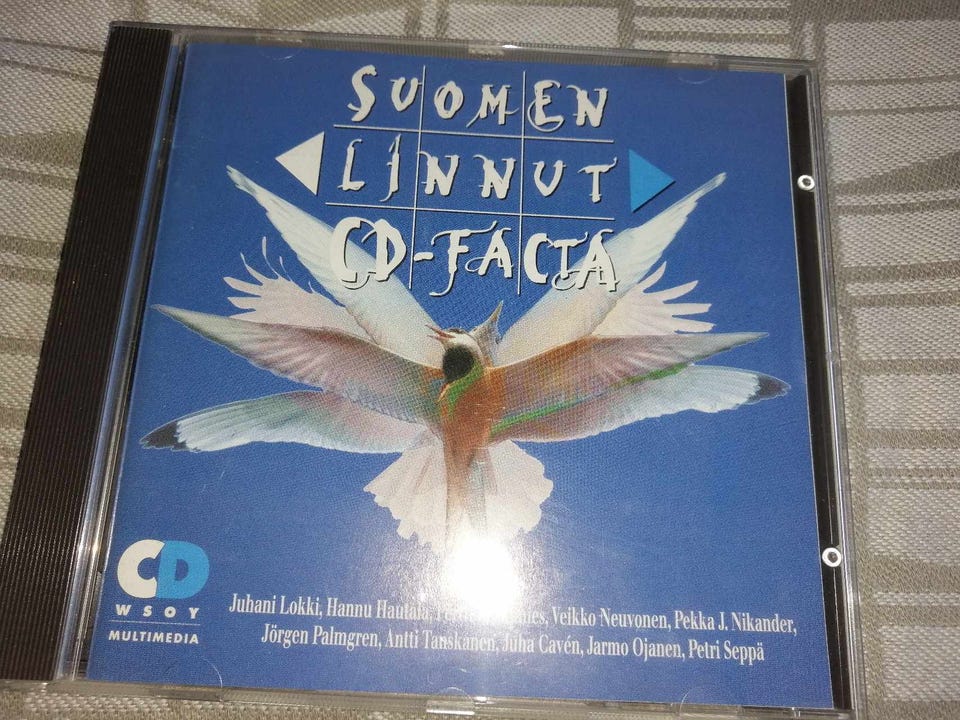 SUOMEN
LINNUT
CD-FACTA
CD
WSOY
MULTIMEDIA
Juhani Lokki, Hannu Hautala, Veikko Neuvonen, Pekka J. Nikander,
Jörgen Palmgren, Antti Tanskanen, Juha Cavén, Jarmo Ojanen, Petri Seppä